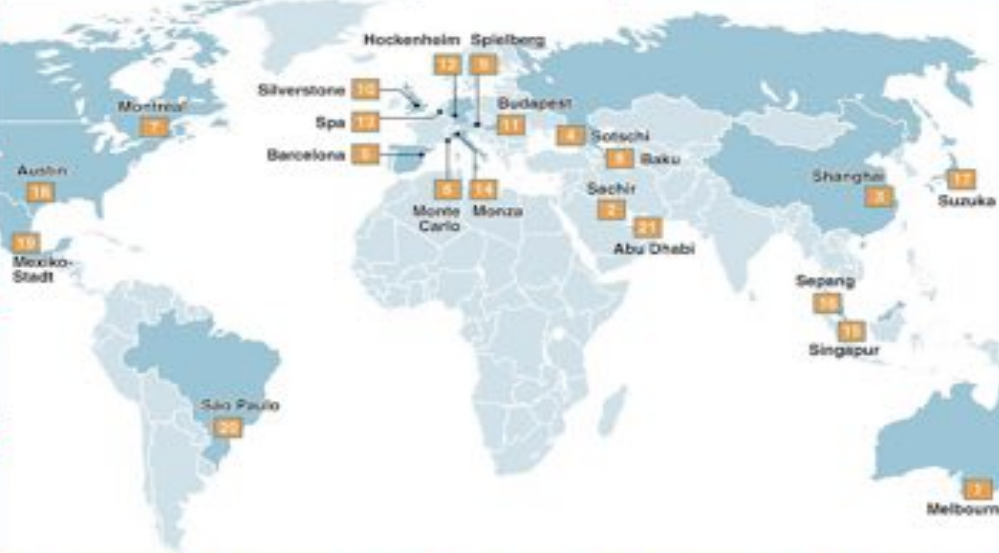 Hockenheim Spielberg
12 9
Silverstone 10
Budapest
Montréal
7
Spa 13
11
4 Sotschi
Barcelona 5
8 Baku
Austin
18
Shanghai
3
17
Suzuka
Sachir
2
6 14
Monte
Carlo
Monza
21
Abu Dhabi
19
Mexiko-
Stadt
Sepang
16
15
Singapur
São Paulo
20
1
Melbourn